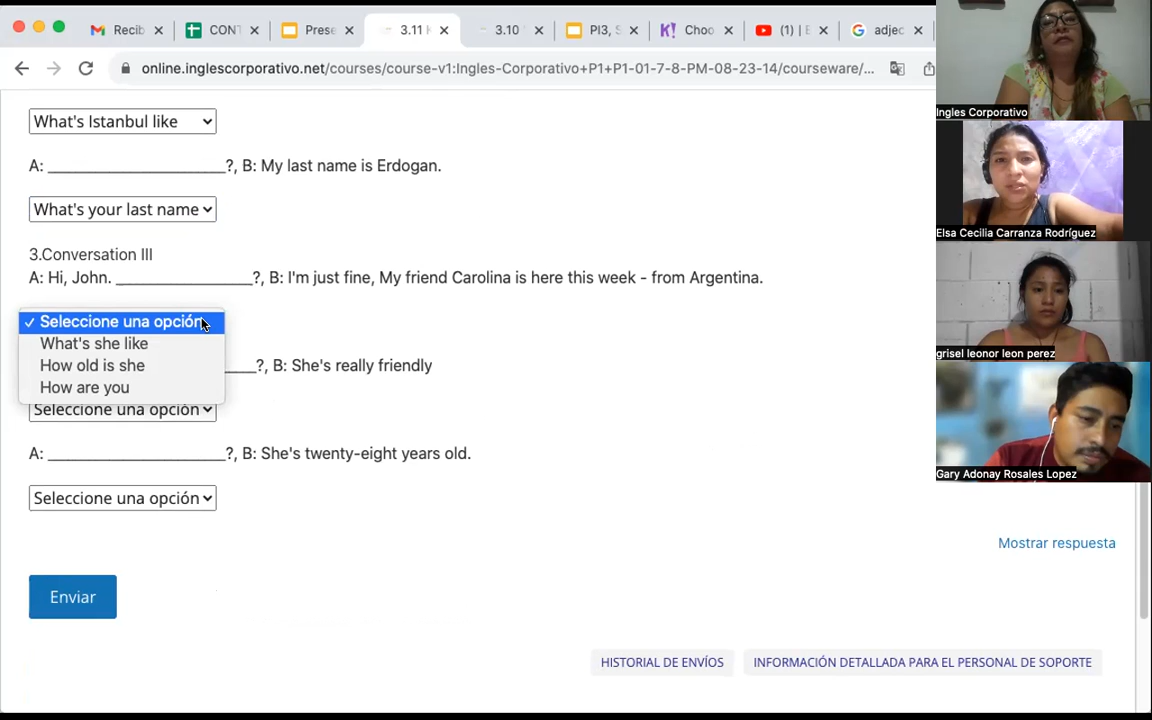 Recib
CONT
Prese
3.11 K
3.10
PI3, S
Choo
(1) | E
adjec
online.inglescorporativo.net/courses/course-v1:Ingles-Corporativo+P1+P1-01-7-8-PM-08-23-14/courseware/...
What's Istanbul like
A: ______________________?, B: My last name is Erdogan.
What's your last name
3.Conversation III
A: Hi, John. _________________?, B: I'm just fine, My friend Carolina is here this week - from Argentina.
✓ Seleccione una opción
What's she like
How old is she
How are you
____?, B: She's really friendly
Seleccione una opción
A: ______________________?, B: She's twenty-eight years old.
Seleccione una opción
Mostrar respuesta
Enviar
HISTORIAL DE ENVÍOS
INFORMACIÓN DETALLADA PARA EL PERSONAL DE SOPORTE
Ingles Corporativo
Elsa Cecilia Carranza Rodríguez
grisel leonor leon perez
Gary Adonay Rosales Lopez